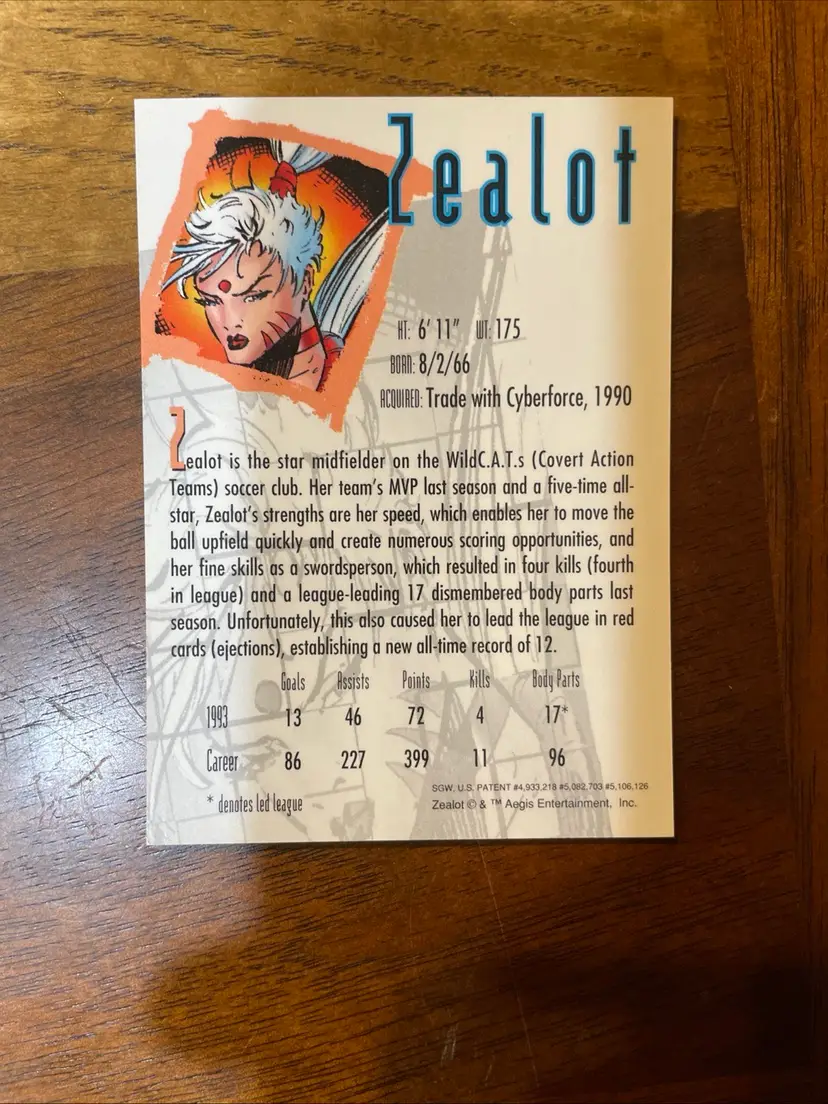 Zealot
HT: 6' 11" WT: 175
BORN: 8/2/66
ACQUIRED: Trade with Cyberforce, 1990
Zealot is the star midfielder on the WildC.A.T.s (Covert Action
Teams) soccer club. Her team's MVP last season and a five-time all-
star, Zealot's strengths are her speed, which enables her to move the
ball upfield quickly and create numerous scoring opportunities, and
her fine skills as a swordsperson, which resulted in four kills (fourth
in league) and a league-leading 17 dismembered body parts last
season. Unfortunately, this also caused her to lead the league in red
cards (ejections), establishing a new all-time record of 12.
Goals Assists Points Kills Body Parts
1993 13 46 72 4 17*
Career 86 227 399 11 96
* denotes led league
SGW, U.S. PATENT #4,933,218 #5,082,703 #5,106,126
Zealot © & ™ Aegis Entertainment, Inc.